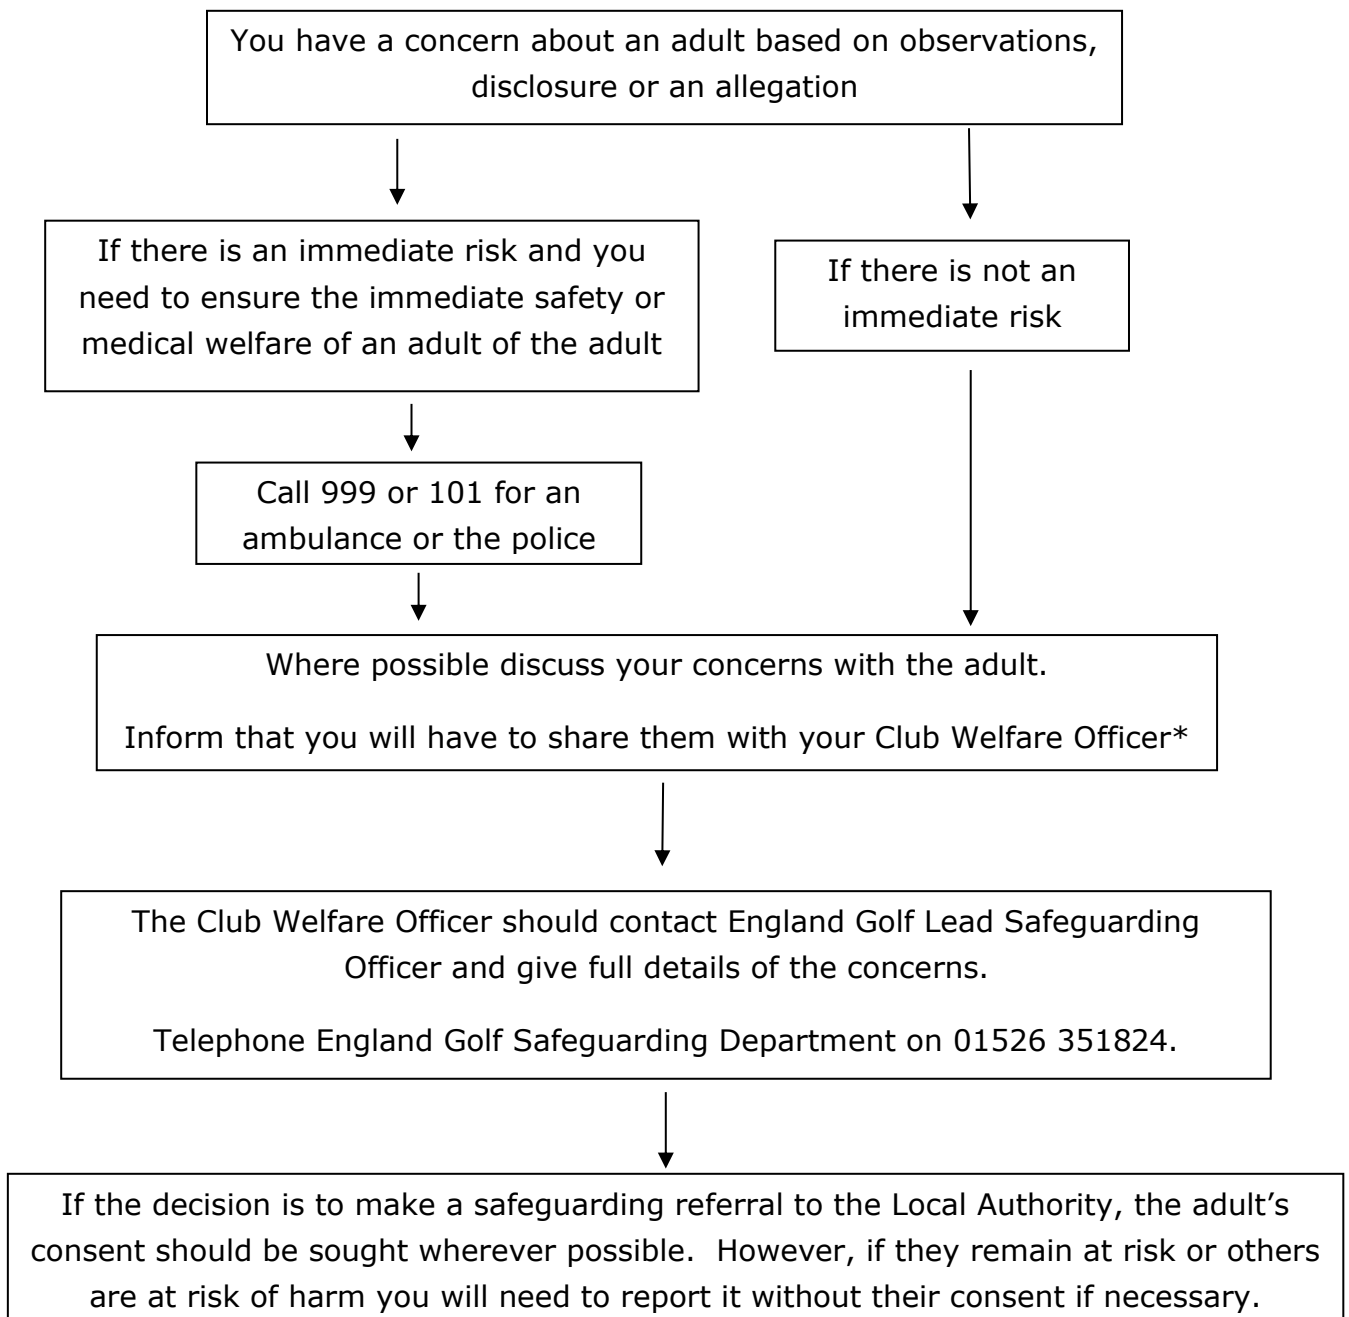 You have a concern about an adult based on observations,
disclosure or an allegation
If there is an immediate risk and you
need to ensure the immediate safety or
medical welfare of an adult of the adult
If there is not an
immediate risk
Call 999 or 101 for an
ambulance or the police
Where possible discuss your concerns with the adult.
Inform that you will have to share them with your Club Welfare Officer*
The Club Welfare Officer should contact England Golf Lead Safeguarding
Officer and give full details of the concerns.
Telephone England Golf Safeguarding Department on 01526 351824.
If the decision is to make a safeguarding referral to the Local Authority, the adult’s
consent should be sought wherever possible.  However, if they remain at risk or others
are at risk of harm you will need to report it without their consent if necessary.